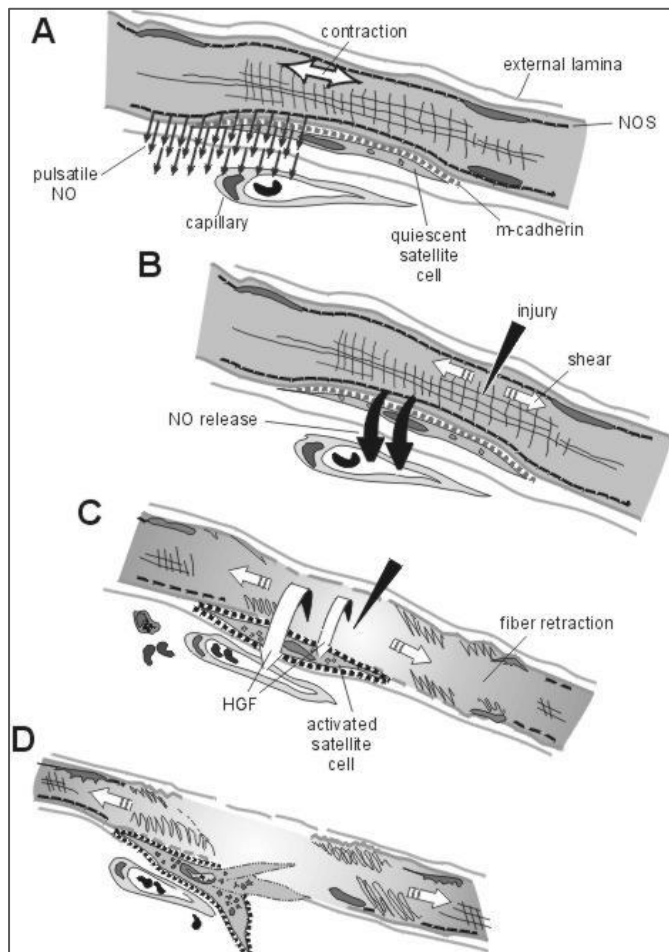 A
contraction
external lamina
NOS
pulsatile
NO
capillary
quiescent
satellite
cell
m-cadherin
B
injury
shear
NO release
C
fiber retraction
HGF
activated
satellite
cell
D